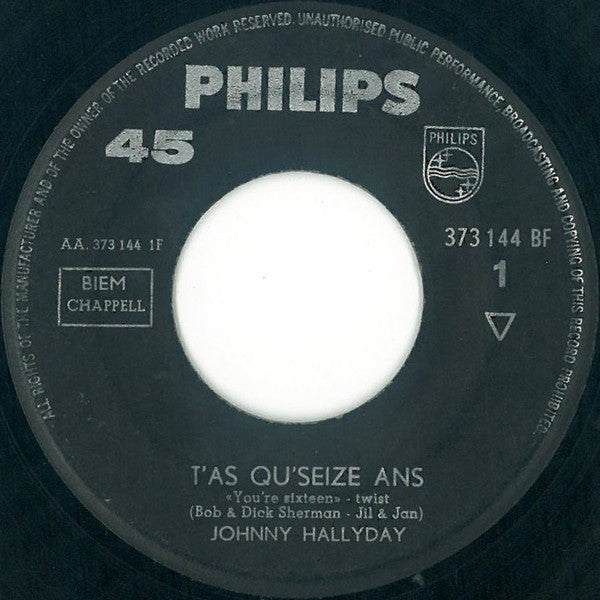 ALL RIGHTS OF THE MANUFACTURER AND OF THE OWNER OF THE RECORDED WORK RESERVED. UNAUTHORISED PUBLIC PERFORMANCE, BROADCASTING AND COPYING OF THIS RECORD PROHIBITED.
PHILIPS
45
PHILIPS
AA. 373 144 1F
373 144 BF
BIEM
CHAPPELL
1
T'AS QU'SEIZE ANS
«You're sixteen» - twist
(Bob & Dick Sherman - Jil & Jan)
JOHNNY HALLYDAY